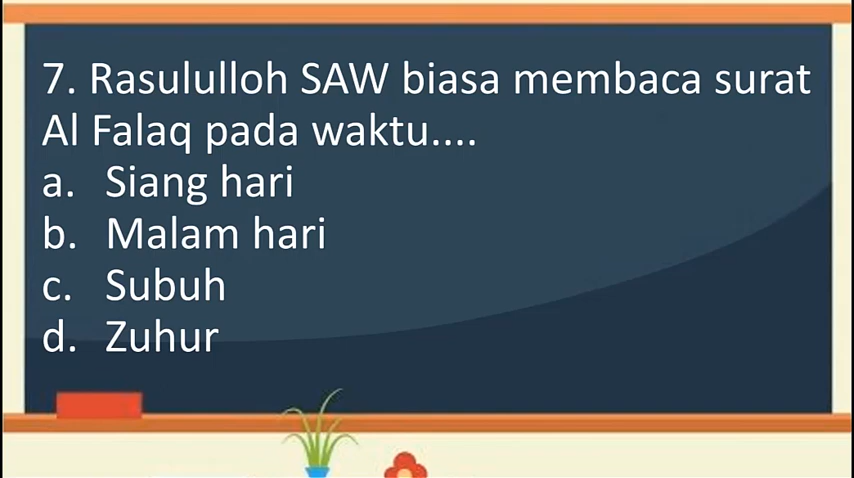 7. Rasululloh SAW biasa membaca surat
Al Falaq pada waktu....
a. Siang hari
b. Malam hari
c. Subuh
d. Zuhur